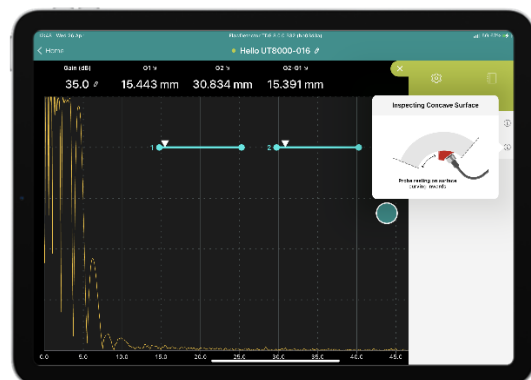 Home
Hello UT8000-016
Gain (dB)
35.0
G1
15.443 mm
G2
30.834 mm
G2-G1
15.391 mm
Inspecting Concave Surface
Probe resting on surface
curving inwards
1
2
0.0 5.0 10.0 15.0 20.0 25.0 30.0 35.0 40.0 45.0